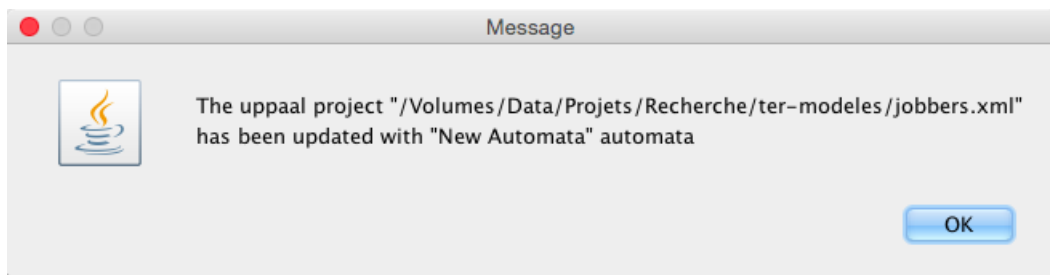 Message
The uppaal project "/Volumes/Data/Projets/Recherche/ter-modeles/jobbers.xml"
has been updated with "New Automata" automata
OK